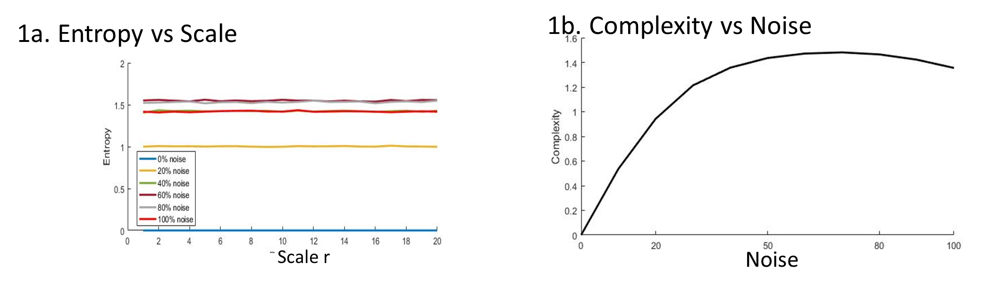 1a. Entropy vs Scale
2
1.5
1
0.5
0
Entropy
0% noise
20% noise
40% noise
60% noise
80% noise
100% noise
0 2 4 6 8 10 12 14 16 18 20
Scale r
1b. Complexity vs Noise
1.6
1.4
1.2
1
0.8
0.6
0.4
0.2
0
Complexity
0 20 50 80 100
Noise